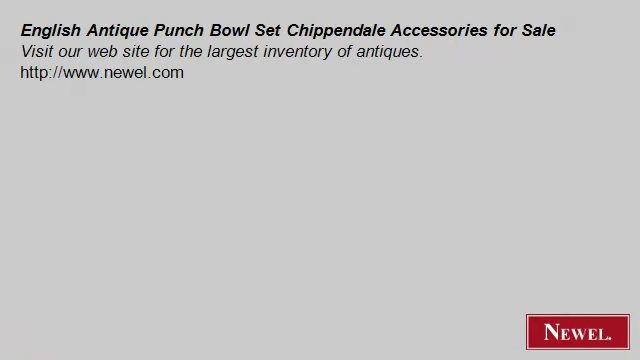 English Antique Punch Bowl Set Chippendale Accessories for Sale
Visit our web site for the largest inventory of antiques.
http://www.newel.com
NEWEL.